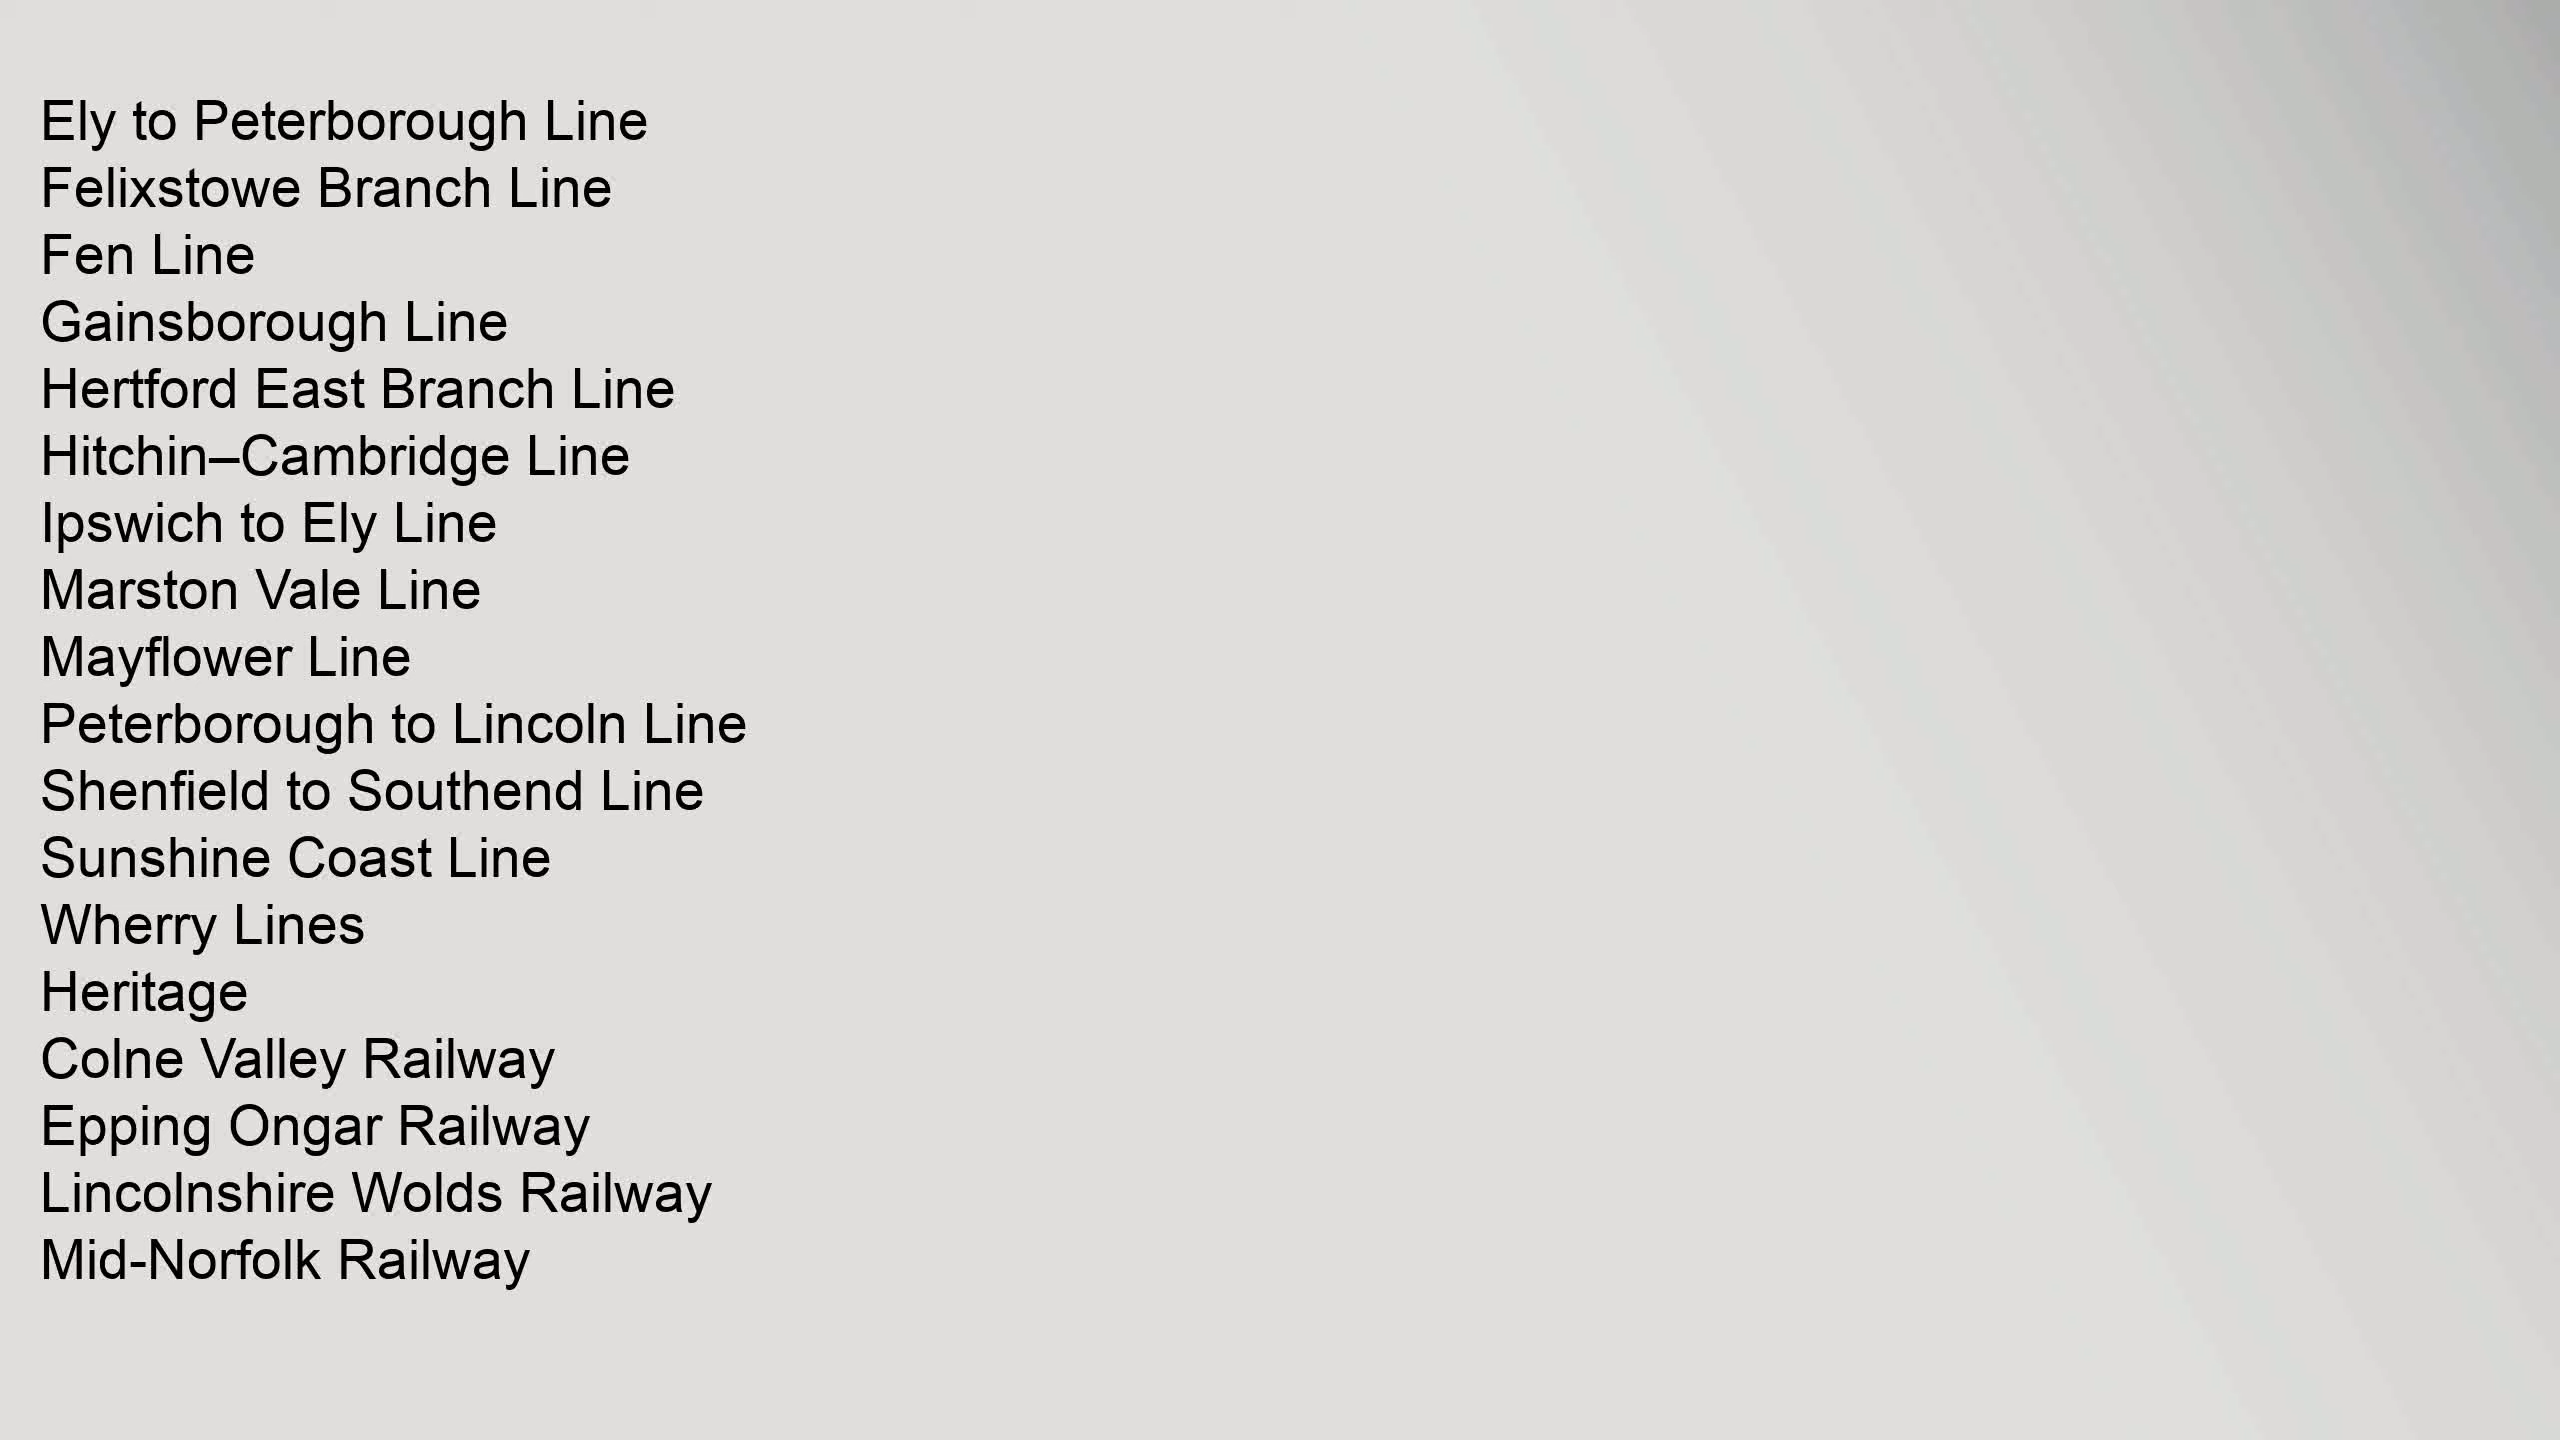 Ely to Peterborough Line
Felixstowe Branch Line
Fen Line
Gainsborough Line
Hertford East Branch Line
Hitchin–Cambridge Line
Ipswich to Ely Line
Marston Vale Line
Mayflower Line
Peterborough to Lincoln Line
Shenfield to Southend Line
Sunshine Coast Line
Wherry Lines
Heritage
Colne Valley Railway
Epping Ongar Railway
Lincolnshire Wolds Railway
Mid-Norfolk Railway